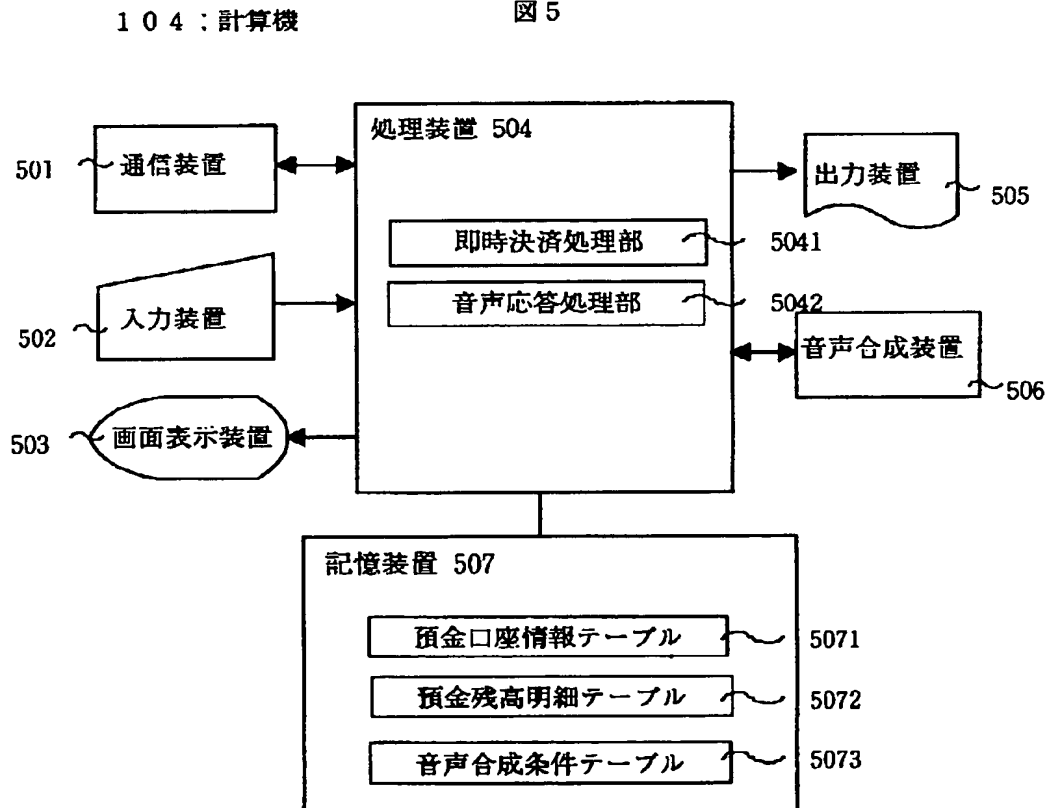 図5
104:計算機
処理装置 504
501
通信装置
出力装置
505
即時決済処理部
5041
音声応答処理部
5042
502
入力装置
音声合成装置
506
503
画面表示装置
記憶装置 507
預金口座情報テーブル
5071
預金残高明細テーブル
5072
音声合成条件テーブル
5073